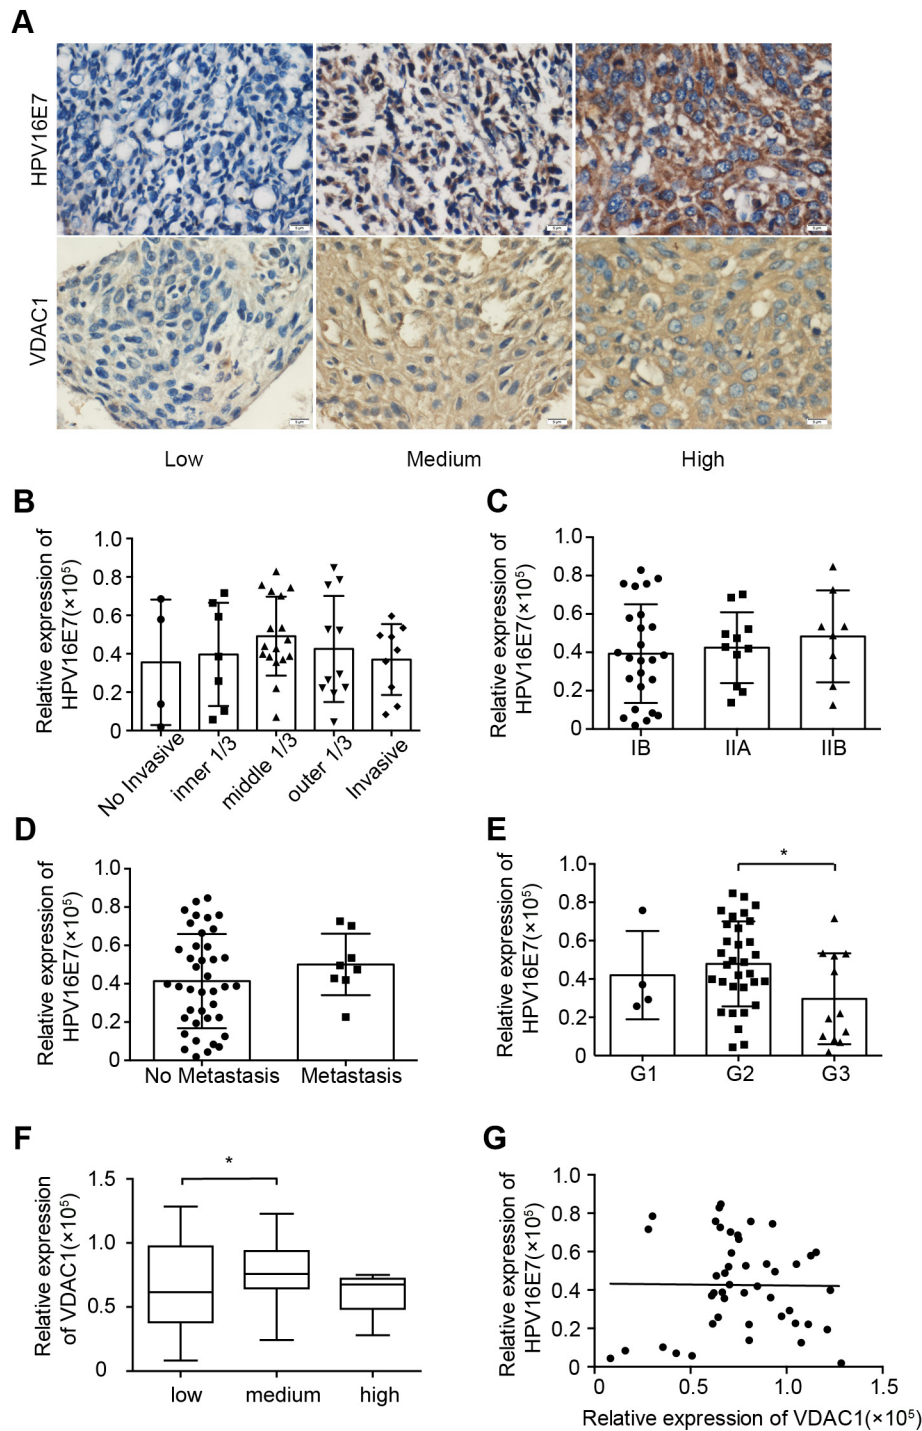 A
HPV16E7
VDAC1
Low Medium High
B
Relative expression of
HPV16E7(×10⁵)
1.0
0.8
0.6
0.4
0.2
0
No Invasive
inner 1/3
middle 1/3
outer 1/3
Invasive
C
Relative expression of
HPV16E7(×10⁵)
1.0
0.8
0.6
0.4
0.2
0
IB IIA IIB
D
Relative expression of
HPV16E7(×10⁵)
1.0
0.8
0.6
0.4
0.2
0
No Metastasis Metastasis
E
Relative expression of
HPV16E7(×10⁵)
1.0
0.8
0.6
0.4
0.2
0
*
G1 G2 G3
F
Relative expression
of VDAC1(×10⁵)
1.5
1.0
0.5
0
*
low medium high
G
Relative expression of
HPV16E7(×10⁵)
1.0
0.8
0.6
0.4
0.2
0
0 0.5 1.0 1.5
Relative expression of VDAC1(×10⁵)